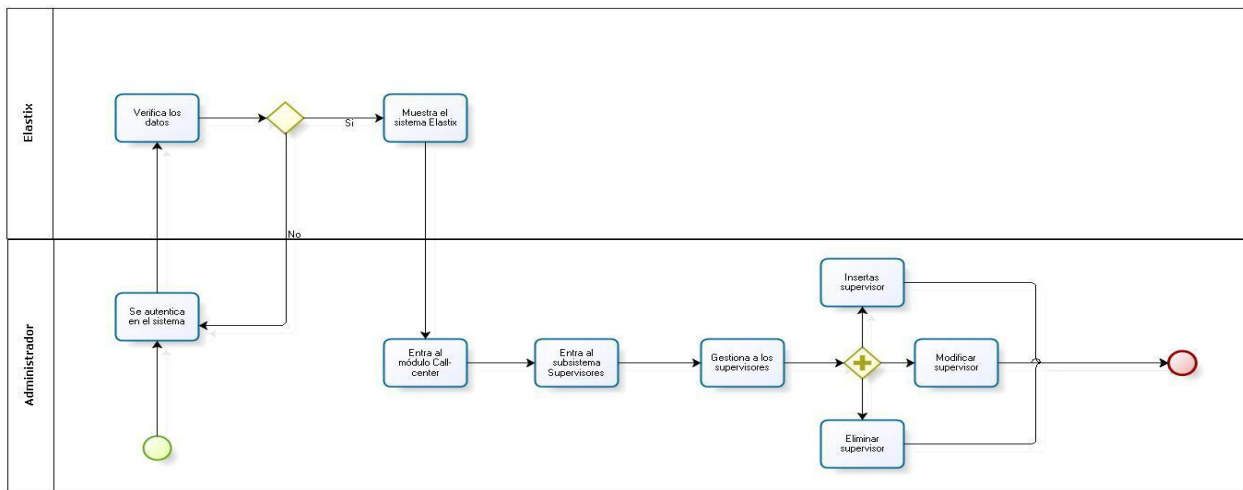 Elastix
Verifica los
datos
Si
Muestra el
sistema Elastix
No
Administrador
Se autentica
en el sistema
Entra al
módulo Call-
center
Entra al
subsistema
Supervisores
Gestiona a los
supervisores
Insertas
supervisor
Modificar
supervisor
Eliminar
supervisor